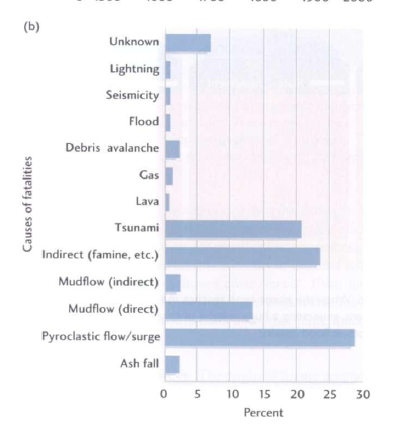 (b)
Unknown
Lightning
Seismicity
Flood
Debris avalanche
Gas
Lava
Tsunami
Indirect (famine, etc.)
Mudflow (indirect)
Mudflow (direct)
Pyroclastic flow/surge
Ash fall
Causes of fatalities
0 5 10 15 20 25 30
Percent